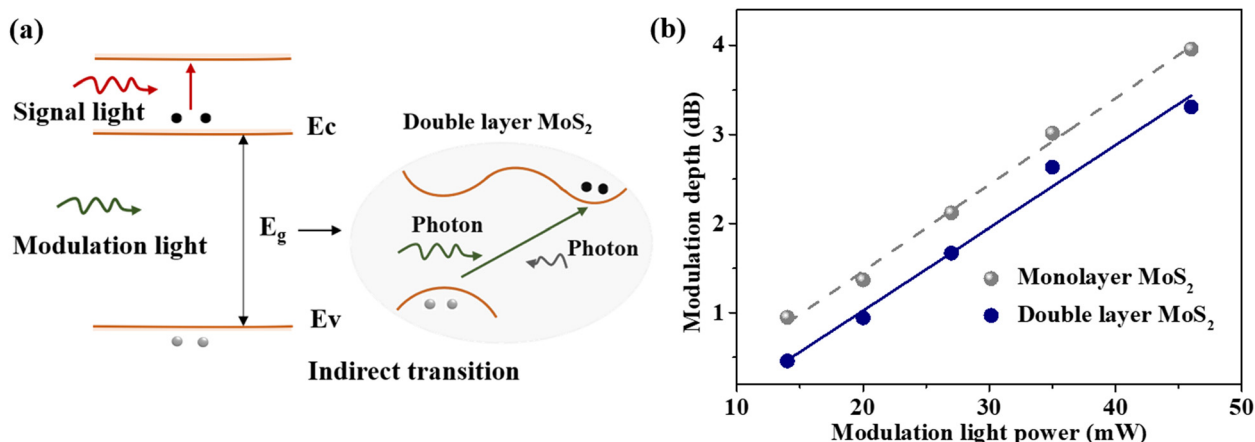 (a)
Signal light
Ec
Modulation light
E_g
Ev
Double layer MoS₂
Photon
Photon
Indirect transition
(b)
Modulation depth (dB)
4
3
2
1
Monolayer MoS₂
Double layer MoS₂
10 20 30 40 50
Modulation light power (mW)